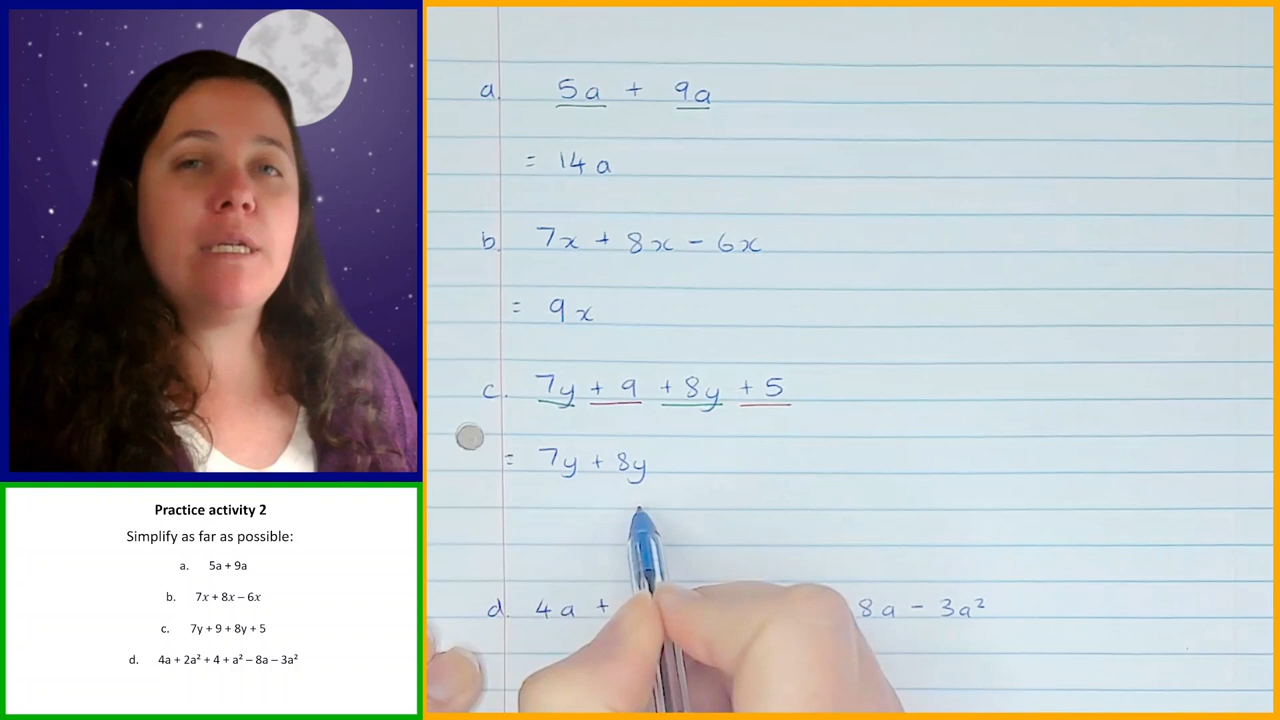 a. 5a + 9a
= 14a
b. 7x + 8x - 6x
= 9x
c. 7y + 9 + 8y + 5
= 7y + 8y
d. 4a + 8a - 3a²
Practice activity 2
Simplify as far as possible:
a. 5a + 9a
b. 7x + 8x – 6x
c. 7y + 9 + 8y + 5
d. 4a + 2a² + 4 + a² – 8a – 3a²